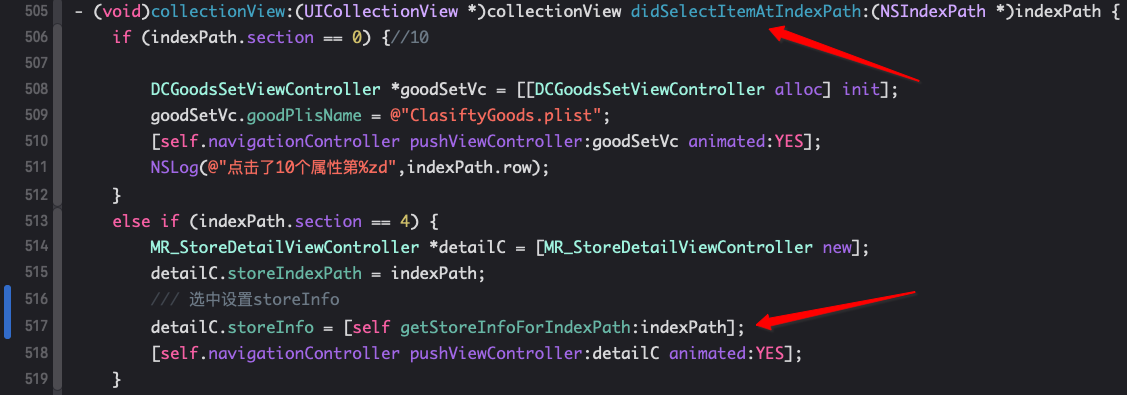 505 - (void)collectionView:(UICollectionView *)collectionView didSelectItemAtIndexPath:(NSIndexPath *)indexPath {
506 if (indexPath.section == 0) {//10
507
508 DCGoodsSetViewController *goodSetVc = [[DCGoodsSetViewController alloc] init];
509 goodSetVc.goodPlisName = @"ClasiftyGoods.plist";
510 [self.navigationController pushViewController:goodSetVc animated:YES];
511 NSLog(@"点击了10个属性第%zd",indexPath.row);
512 }
513 else if (indexPath.section == 4) {
514 MR_StoreDetailViewController *detailC = [MR_StoreDetailViewController new];
515 detailC.storeIndexPath = indexPath;
516 /// 选中设置storeInfo
517 detailC.storeInfo = [self getStoreInfoForIndexPath:indexPath];
518 [self.navigationController pushViewController:detailC animated:YES];
519 }